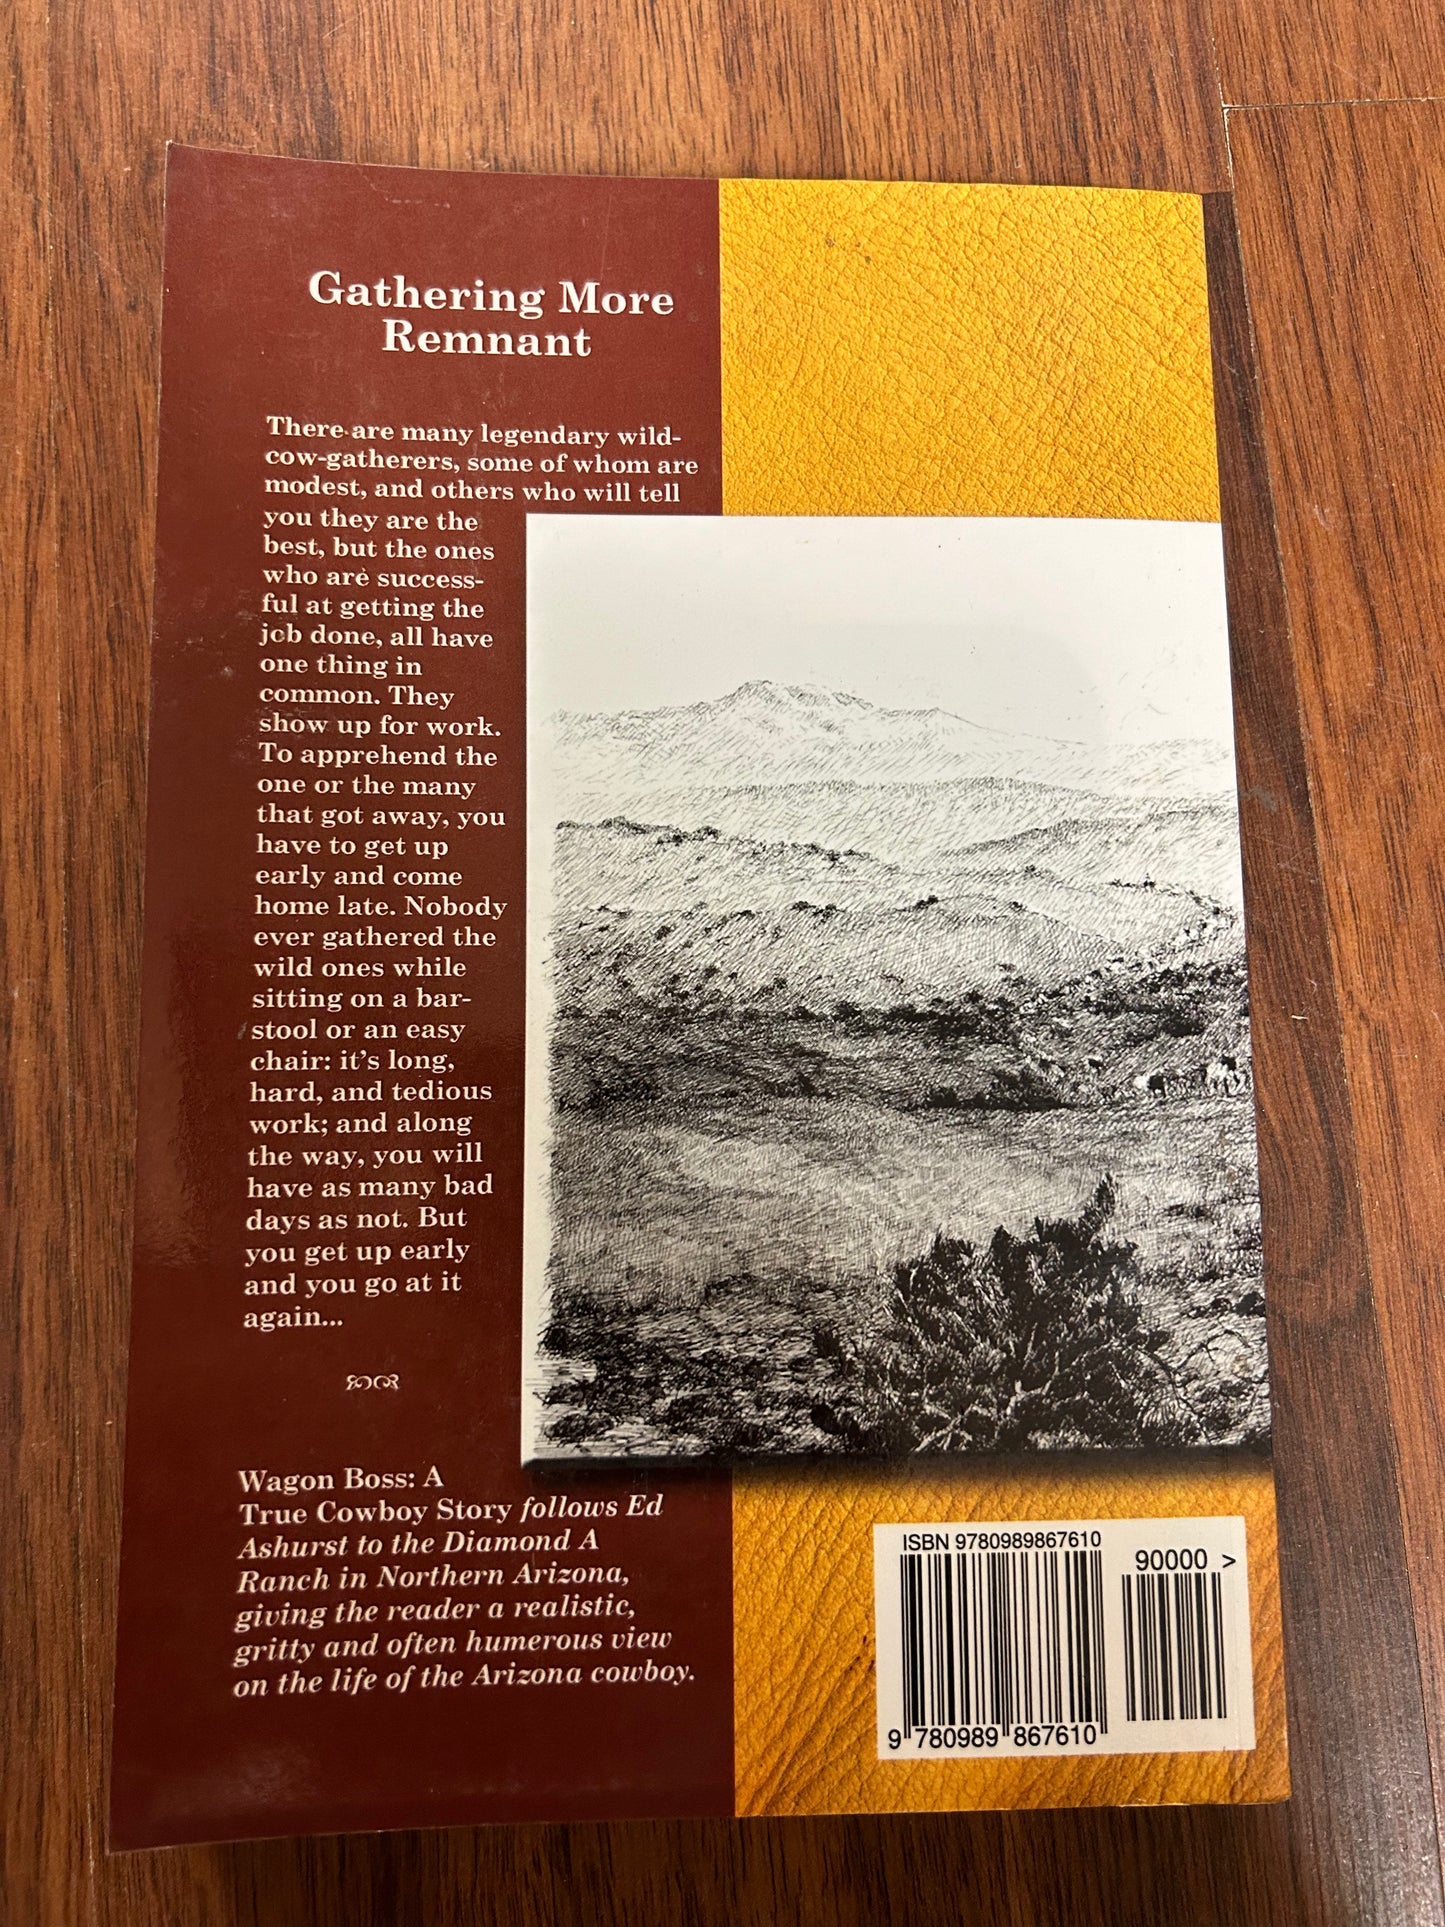 Gathering More
Remnant
There are many legendary wild-
cow-gatherers, some of whom are
modest, and others who will tell
you they are the
best, but the ones
who are success-
ful at getting the
job done, all have
one thing in
common. They
show up for work.
To apprehend the
one or the many
that got away, you
have to get up
early and come
home late. Nobody
ever gathered the
wild ones while
sitting on a bar-
stool or an easy
chair: it's long,
hard, and tedious
work; and along
the way, you will
have as many bad
days as not. But
you get up early
and you go at it
again...
Wagon Boss: A
True Cowboy Story follows Ed
Ashurst to the Diamond A
Ranch in Northern Arizona,
giving the reader a realistic,
gritty and often humerous view
on the life of the Arizona cowboy.
ISBN 9780989867610
90000 >
9 780989 867610